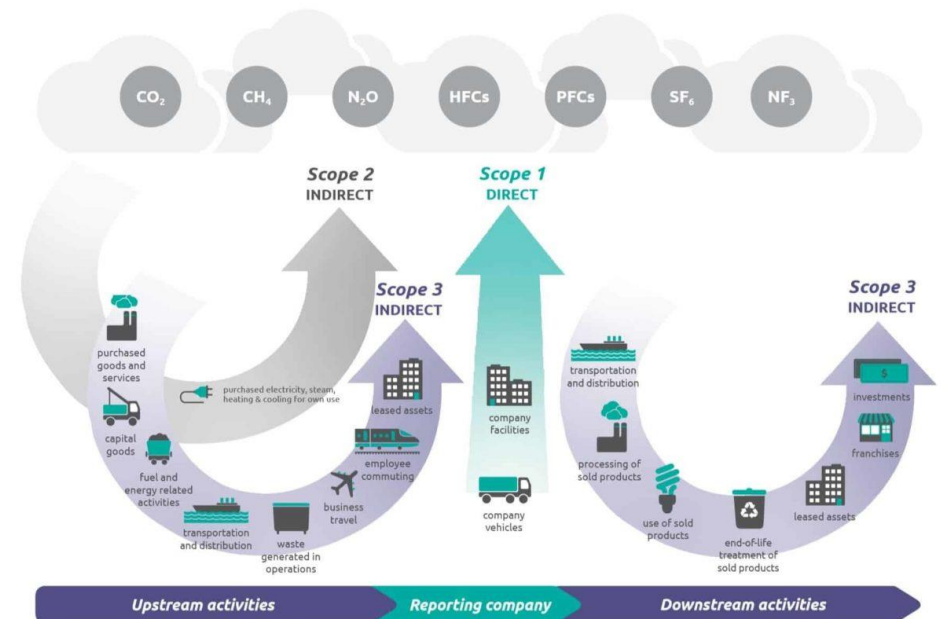 CO₂
CH₄
N₂O
HFCs
PFCs
SF₆
NF₃
Scope 2
INDIRECT
Scope 1
DIRECT
Scope 3
INDIRECT
Scope 3
INDIRECT
purchased
goods and
services
capital
goods
fuel and
energy related
activities
transportation
and distribution
waste
generated in
operations
business
travel
employee
commuting
leased assets
purchased electricity, steam,
heating & cooling for own use
company
facilities
company
vehicles
transportation
and distribution
processing of
sold products
use of sold
products
end-of-life
treatment of
sold products
leased assets
franchises
$
investments
Upstream activities
Reporting company
Downstream activities